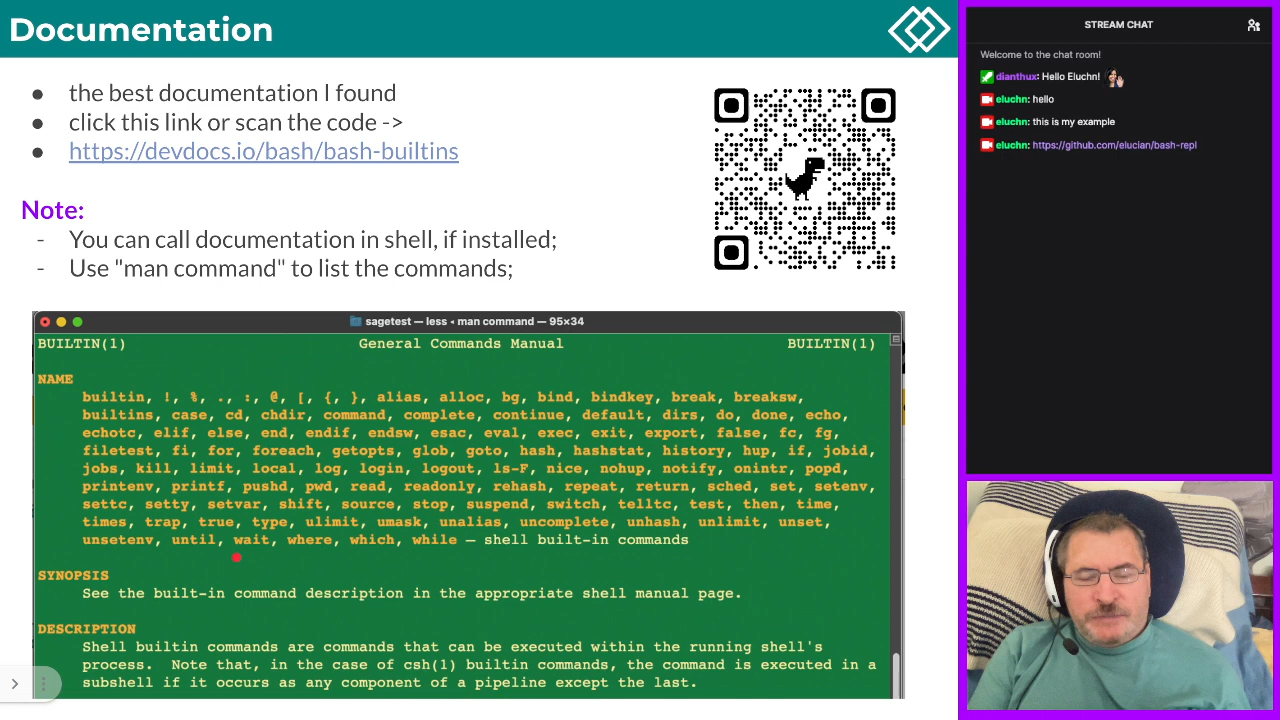 Documentation
● the best documentation I found
● click this link or scan the code ->
● https://devdocs.io/bash/bash-builtins
Note:
- You can call documentation in shell, if installed;
- Use "man command" to list the commands;
sagetest — less ◂ man command — 95×34
BUILTIN(1) General Commands Manual BUILTIN(1)
NAME
builtin, !, %, ., :, @, [, {, }, alias, alloc, bg, bind, bindkey, break, breaksw,
builtins, case, cd, chdir, command, complete, continue, default, dirs, do, done, echo,
echotc, elif, else, end, endif, endsw, esac, eval, exec, exit, export, false, fc, fg,
filetest, fi, for, foreach, getopts, glob, goto, hash, hashstat, history, hup, if, jobid,
jobs, kill, limit, local, log, login, logout, ls-F, nice, nohup, notify, onintr, popd,
printenv, printf, pushd, pwd, read, readonly, rehash, repeat, return, sched, set, setenv,
settc, setty, setvar, shift, source, stop, suspend, switch, telltc, test, then, time,
times, trap, true, type, ulimit, umask, unalias, uncomplete, unhash, unlimit, unset,
unsetenv, until, wait, where, which, while — shell built-in commands
SYNOPSIS
See the built-in command description in the appropriate shell manual page.
DESCRIPTION
Shell builtin commands are commands that can be executed within the running shell's
process. Note that, in the case of csh(1) builtin commands, the command is executed in a
subshell if it occurs as any component of a pipeline except the last.
STREAM CHAT
Welcome to the chat room!
dianthux: Hello Eluchn!
eluchn: hello
eluchn: this is my example
eluchn: https://github.com/elucian/bash-repl